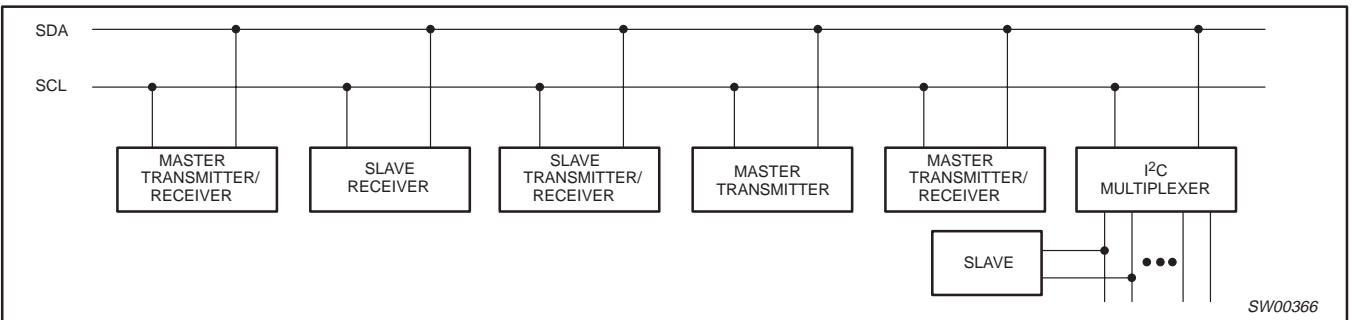 SDA
SCL
MASTER
TRANSMITTER/
RECEIVER
SLAVE
RECEIVER
SLAVE
TRANSMITTER/
RECEIVER
MASTER
TRANSMITTER
MASTER
TRANSMITTER/
RECEIVER
I²C
MULTIPLEXER
SLAVE
SW00366